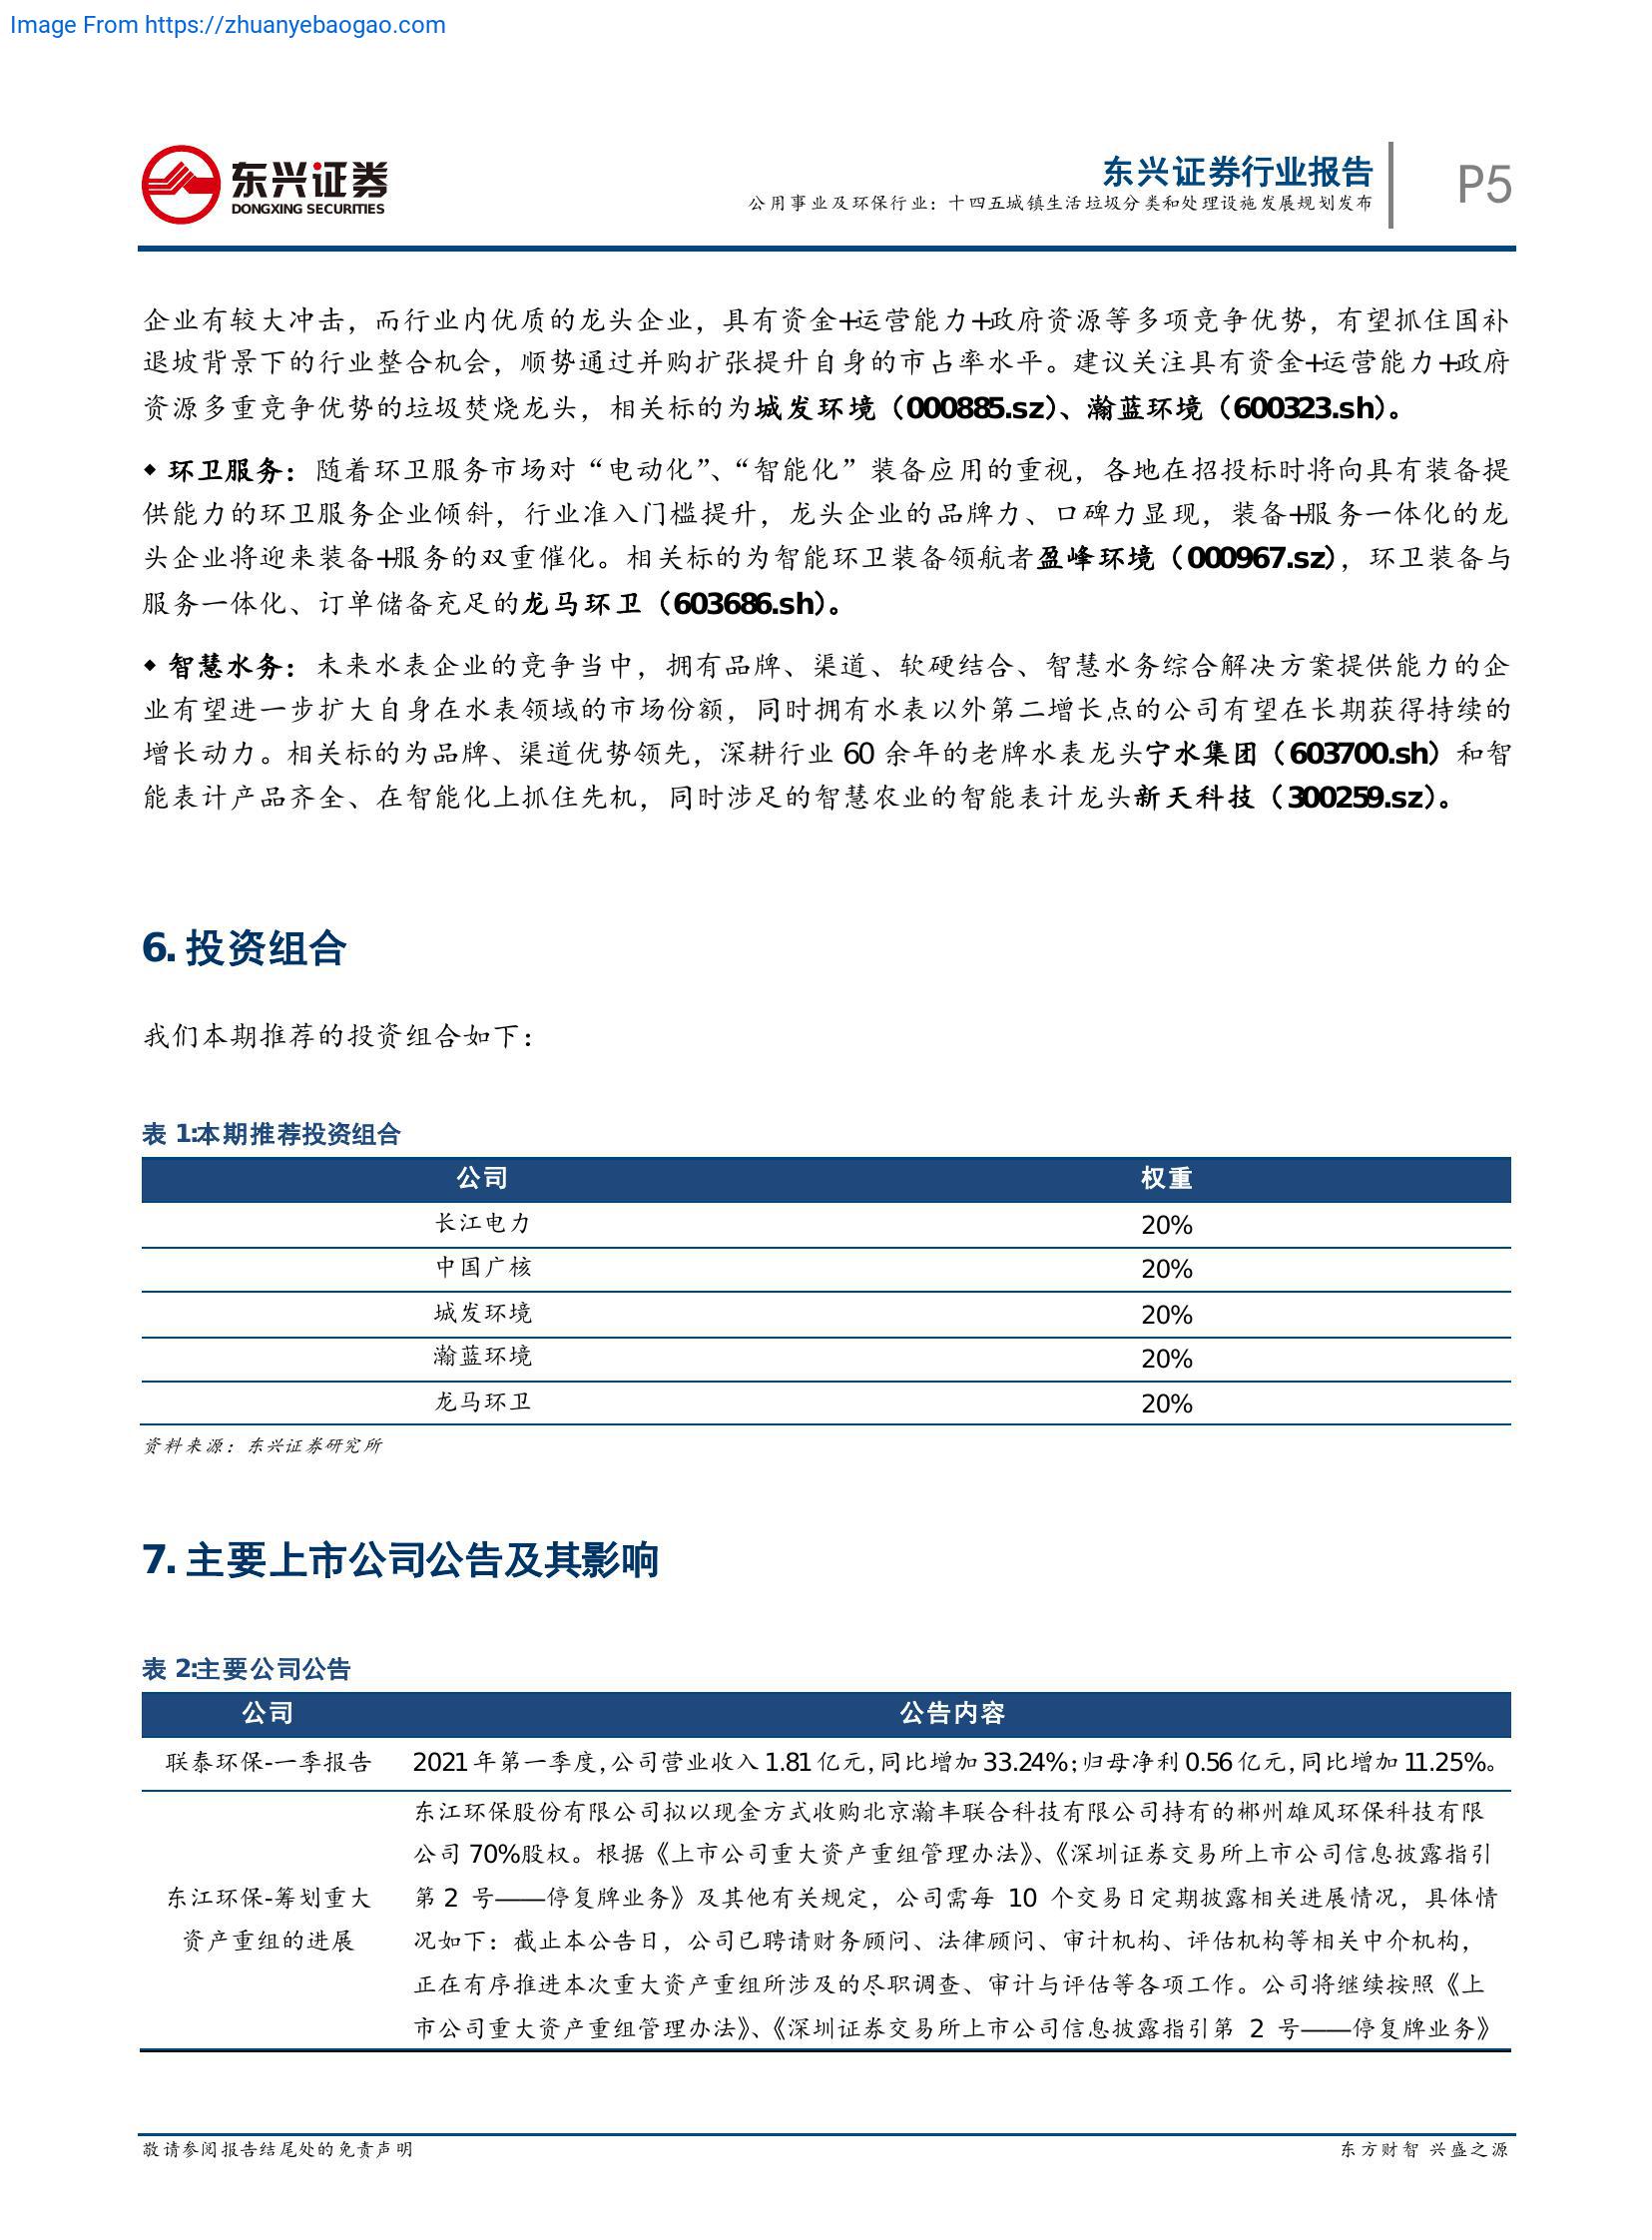 Image From https://zhuanyebaogao.com
东兴证券
DONGXING SECURITIES
东兴证券行业报告
公用事业及环保行业：十四五城镇生活垃圾分类和处理设施发展规划发布
P5
企业有较大冲击，而行业内优质的龙头企业，具有资金+运营能力+政府资源等多项竞争优势，有望抓住国补
退坡背景下的行业整合机会，顺势通过并购扩张提升自身的市占率水平。建议关注具有资金+运营能力+政府
资源多重竞争优势的垃圾焚烧龙头，相关标的为城发环境（000885.sz）、瀚蓝环境（600323.sh）。
◆ 环卫服务：随着环卫服务市场对“电动化”、“智能化”装备应用的重视，各地在招投标时将向具有装备提
供能力的环卫服务企业倾斜，行业准入门槛提升，龙头企业的品牌力、口碑力显现，装备+服务一体化的龙
头企业将迎来装备+服务的双重催化。相关标的为智能环卫装备领航者盈峰环境（000967.sz），环卫装备与
服务一体化、订单储备充足的龙马环卫（603686.sh）。
◆ 智慧水务：未来水表企业的竞争当中，拥有品牌、渠道、软硬结合、智慧水务综合解决方案提供能力的企
业有望进一步扩大自身在水表领域的市场份额，同时拥有水表以外第二增长点的公司有望在长期获得持续的
增长动力。相关标的为品牌、渠道优势领先，深耕行业 60 余年的老牌水表龙头宁水集团（603700.sh）和智
能表计产品齐全、在智能化上抓住先机，同时涉足的智慧农业的智能表计龙头新天科技（300259.sz）。
6. 投资组合
我们本期推荐的投资组合如下：
表 1:本期推荐投资组合
公司 权重
长江电力 20%
中国广核 20%
城发环境 20%
瀚蓝环境 20%
龙马环卫 20%
资料来源：东兴证券研究所
7. 主要上市公司公告及其影响
表 2:主要公司公告
公司 公告内容
联泰环保-一季报告 2021 年第一季度，公司营业收入 1.81 亿元，同比增加 33.24%；归母净利 0.56 亿元，同比增加 11.25%。
东江环保股份有限公司拟以现金方式收购北京瀚丰联合科技有限公司持有的郴州雄风环保科技有限
公司 70%股权。根据《上市公司重大资产重组管理办法》、《深圳证券交易所上市公司信息披露指引
东江环保-筹划重大 第 2 号——停复牌业务》及其他有关规定，公司需每 10 个交易日定期披露相关进展情况，具体情
资产重组的进展 况如下：截止本公告日，公司已聘请财务顾问、法律顾问、审计机构、评估机构等相关中介机构，
正在有序推进本次重大资产重组所涉及的尽职调查、审计与评估等各项工作。公司将继续按照《上
市公司重大资产重组管理办法》、《深圳证券交易所上市公司信息披露指引第 2 号——停复牌业务》
敬请参阅报告结尾处的免责声明
东方财智 兴盛之源